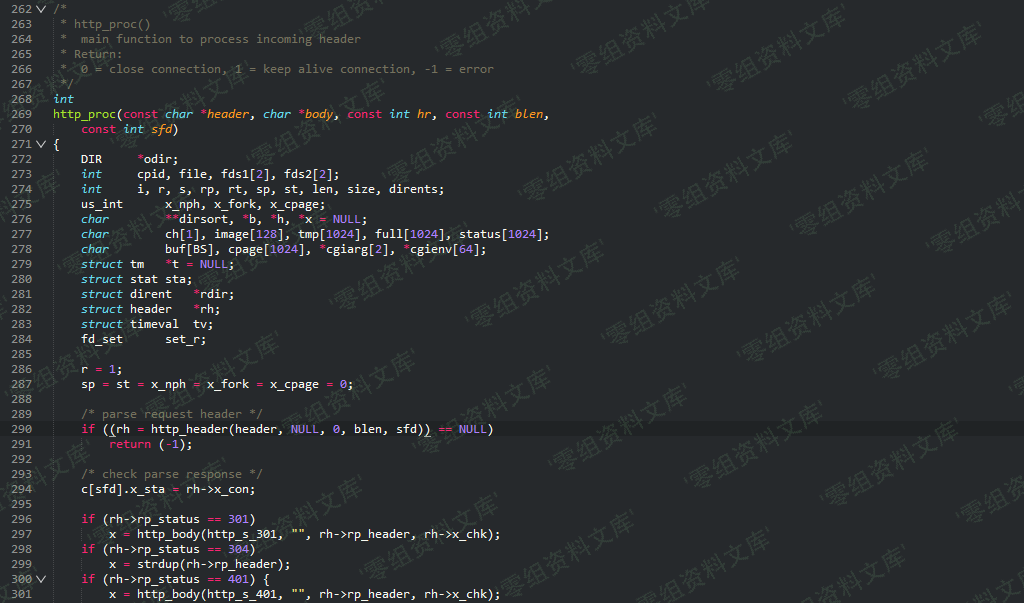 262 /*
263  * http_proc()
264  *  main function to process incoming header
265  * Return:
266  *  0 = close connection, 1 = keep alive connection, -1 = error
267  */
268 int
269 http_proc(const char *header, char *body, const int hr, const int blen,
270     const int sfd)
271 {
272     DIR     *odir;
273     int     cpid, file, fds1[2], fds2[2];
274     int     i, r, s, rp, rt, sp, st, len, size, dirents;
275     us_int      x_nph, x_fork, x_cpage;
276     char        **dirsort, *b, *h, *x = NULL;
277     char        ch[1], image[128], tmp[1024], full[1024], status[1024];
278     char        buf[BS], cpage[1024], *cgiarg[2], *cgienv[64];
279     struct tm   *t = NULL;
280     struct stat sta;
281     struct dirent   *rdir;
282     struct header   *rh;
283     struct timeval  tv;
284     fd_set      set_r;
285
286     r = 1;
287     sp = st = x_nph = x_fork = x_cpage = 0;
288
289     /* parse request header */
290     if ((rh = http_header(header, NULL, 0, blen, sfd)) == NULL)
291         return (-1);
292
293     /* check parse response */
294     c[sfd].x_sta = rh->x_con;
295
296     if (rh->rp_status == 301)
297         x = http_body(http_s_301, "", rh->rp_header, rh->x_chk);
298     if (rh->rp_status == 304)
299         x = strdup(rh->rp_header);
300     if (rh->rp_status == 401) {
301         x = http_body(http_s_401, "", rh->rp_header, rh->x_chk);
零组资料文库